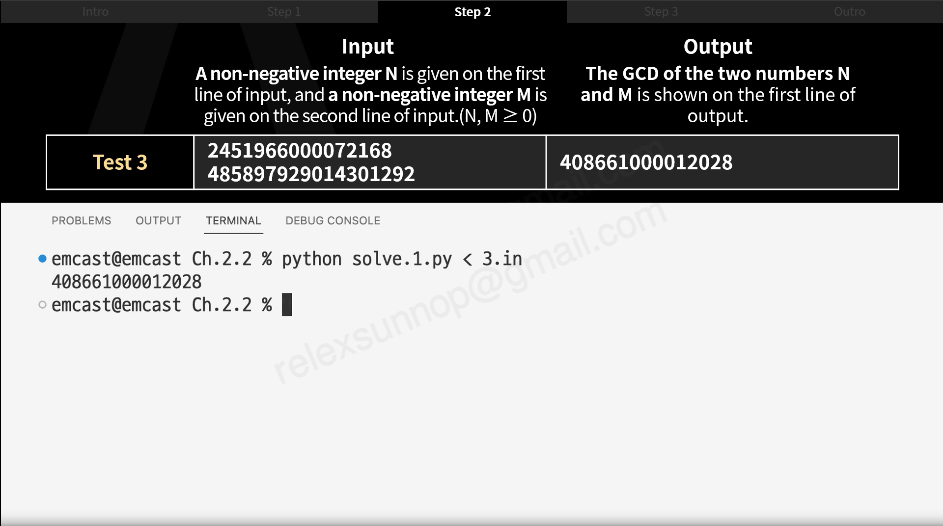 Intro
Step 1
Step 2
Step 3
Outro
Input
Output
A non-negative integer N is given on the first
line of input, and a non-negative integer M is
given on the second line of input.(N, M ≥ 0)
The GCD of the two numbers N
and M is shown on the first line of
output.
Test 3
2451966000072168
485897929014301292
408661000012028
PROBLEMS
OUTPUT
TERMINAL
DEBUG CONSOLE
emcast@emcast Ch.2.2 % python solve.1.py < 3.in
408661000012028
emcast@emcast Ch.2.2 %
relexsunnop@gmail.com